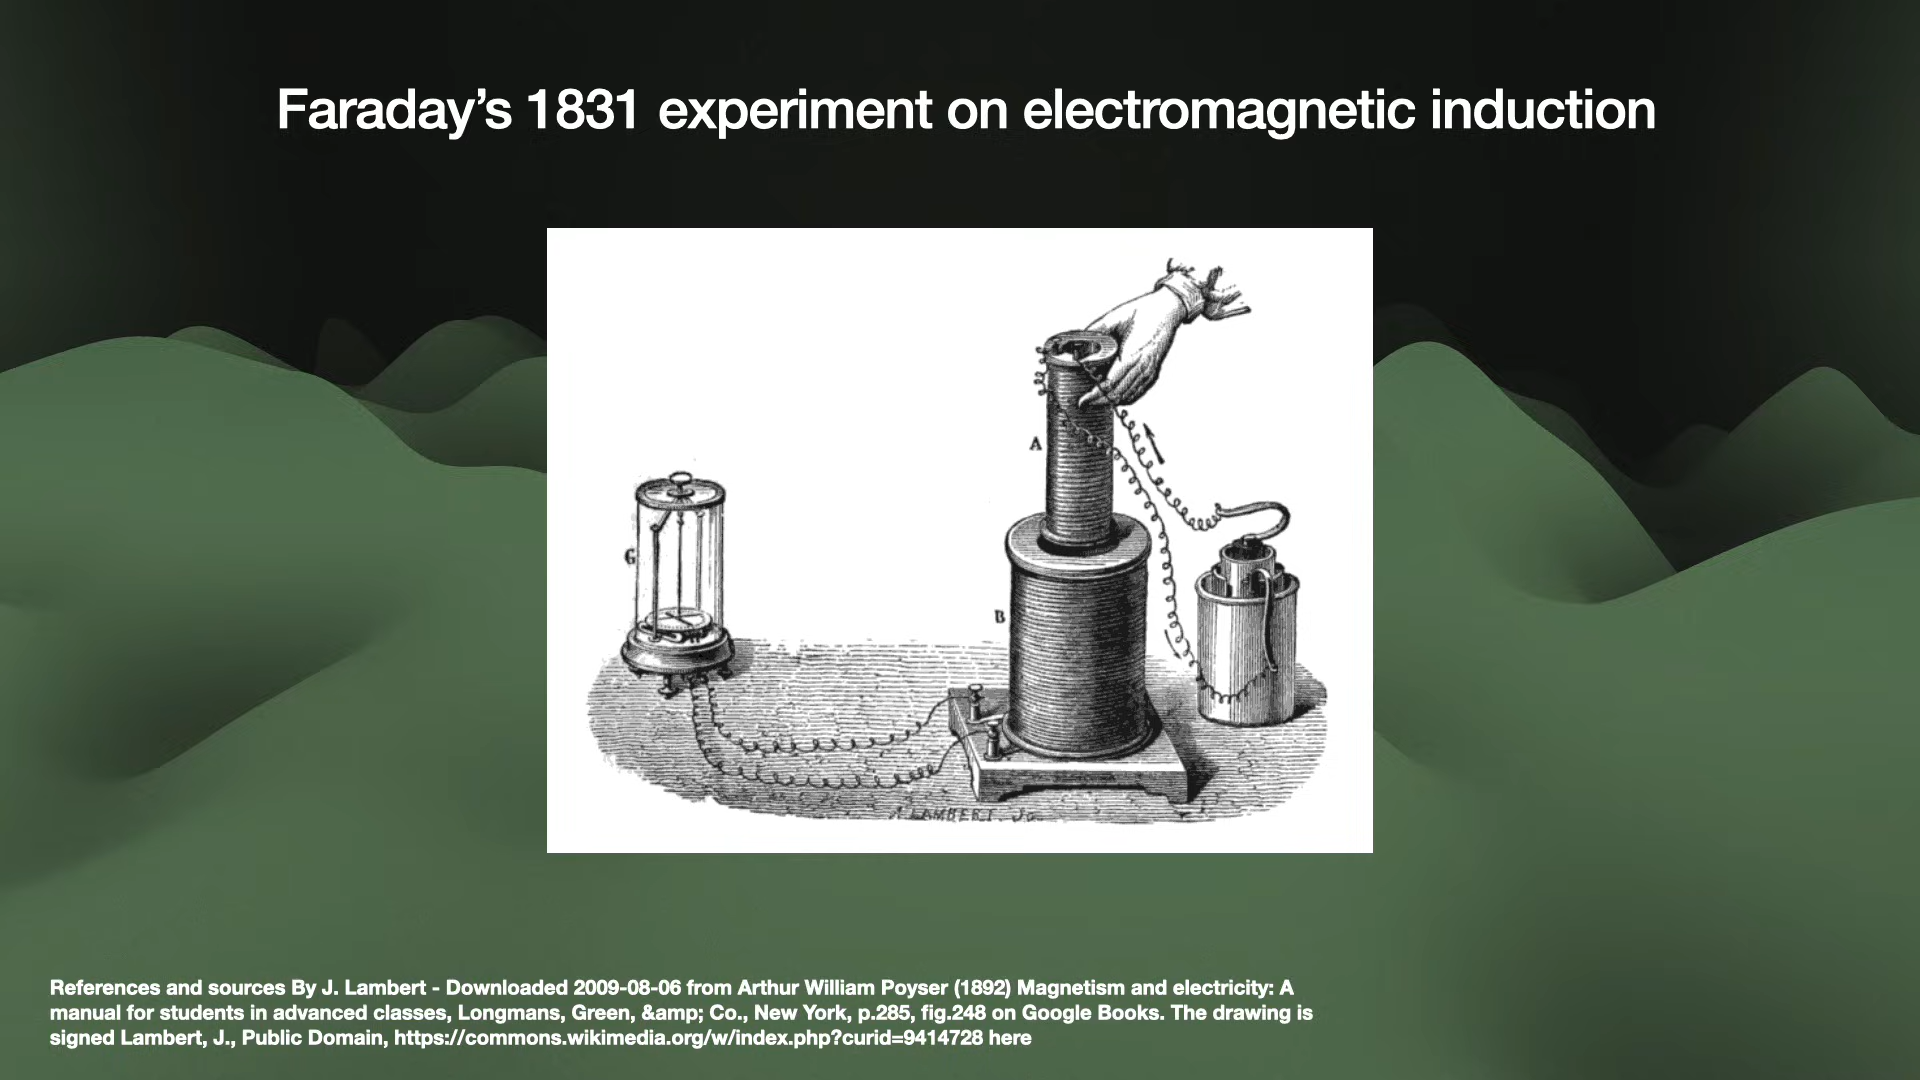 Faraday’s 1831 experiment on electromagnetic induction
A
G
B
LAMBERT.
References and sources By J. Lambert - Downloaded 2009-08-06 from Arthur William Poyser (1892) Magnetism and electricity: A
manual for students in advanced classes, Longmans, Green, &amp; Co., New York, p.285, fig.248 on Google Books. The drawing is
signed Lambert, J., Public Domain, https://commons.wikimedia.org/w/index.php?curid=9414728 here